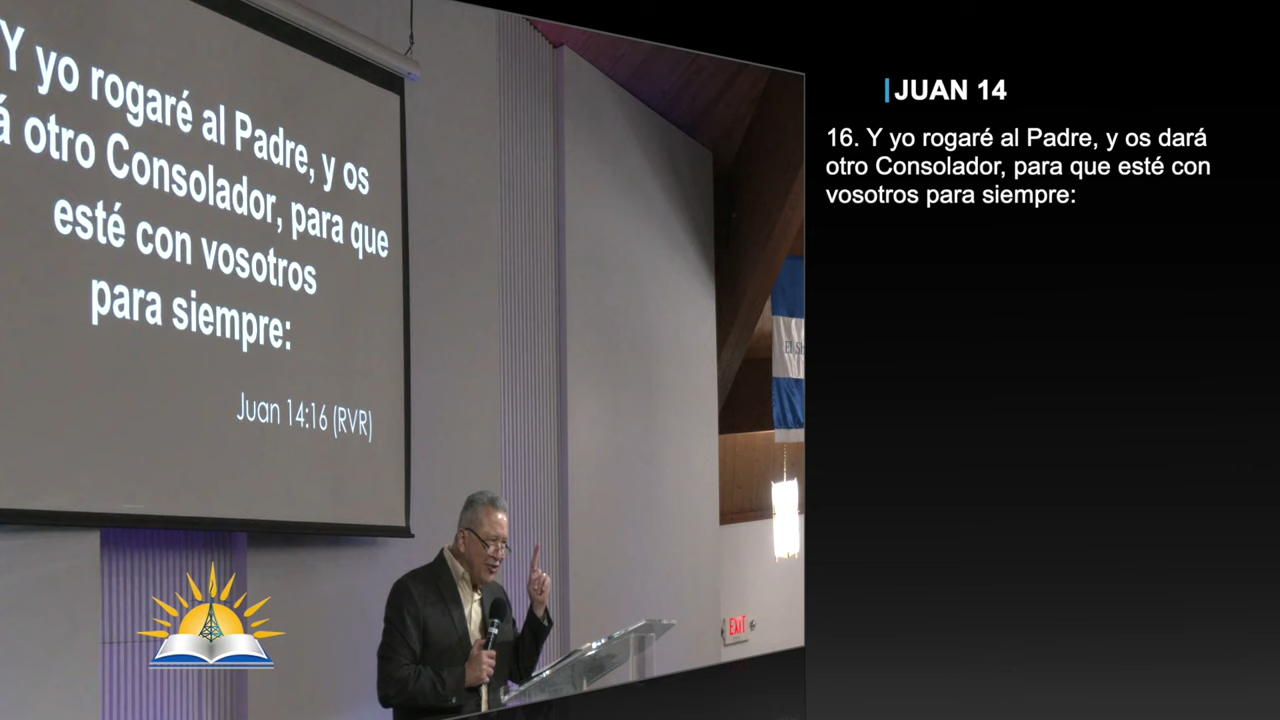 Y yo rogaré al Padre, y os
á otro Consolador, para que
esté con vosotros
para siempre:
Juan 14:16 (RVR)
JUAN 14
16. Y yo rogaré al Padre, y os dará
otro Consolador, para que esté con
vosotros para siempre:
EXIT